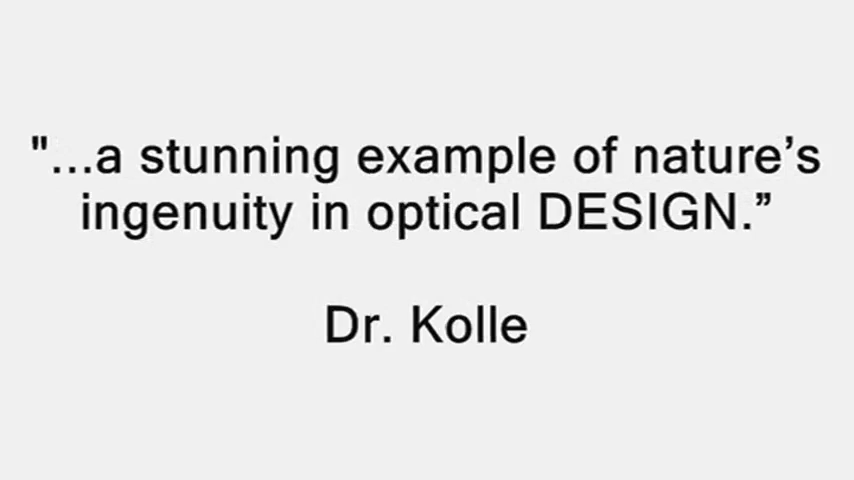 "...a stunning example of nature’s
ingenuity in optical DESIGN.”
Dr. Kolle